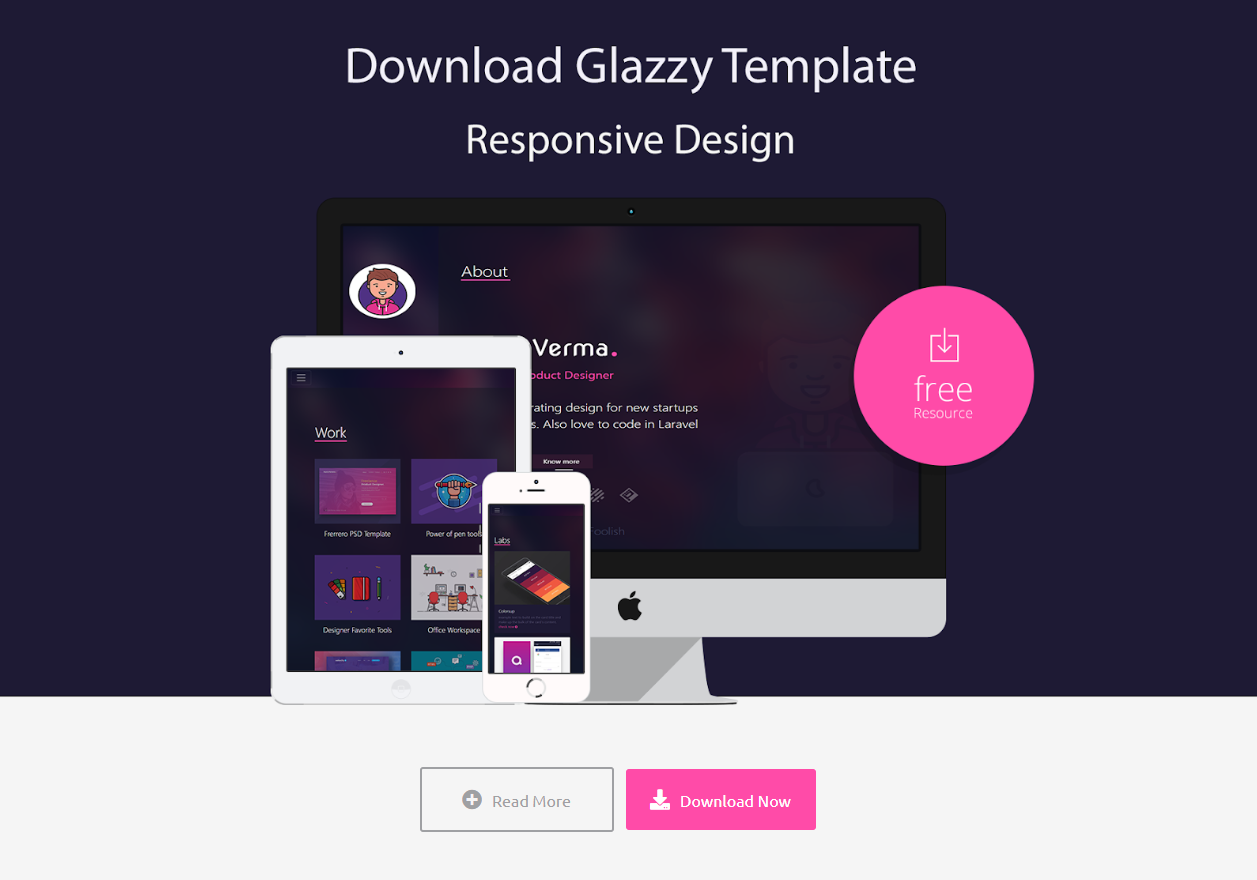 Download Glazzy Template
Responsive Design
About
Verma.
oduct Designer
rating design for new startups
s. Also love to code in Laravel
Know more
Foolish
free
Resource
Work
Frerrero PSD Template
Power of pen tools
Designer Favorite Tools
Office Workspace
Labs
Colorsup
Read More
Download Now